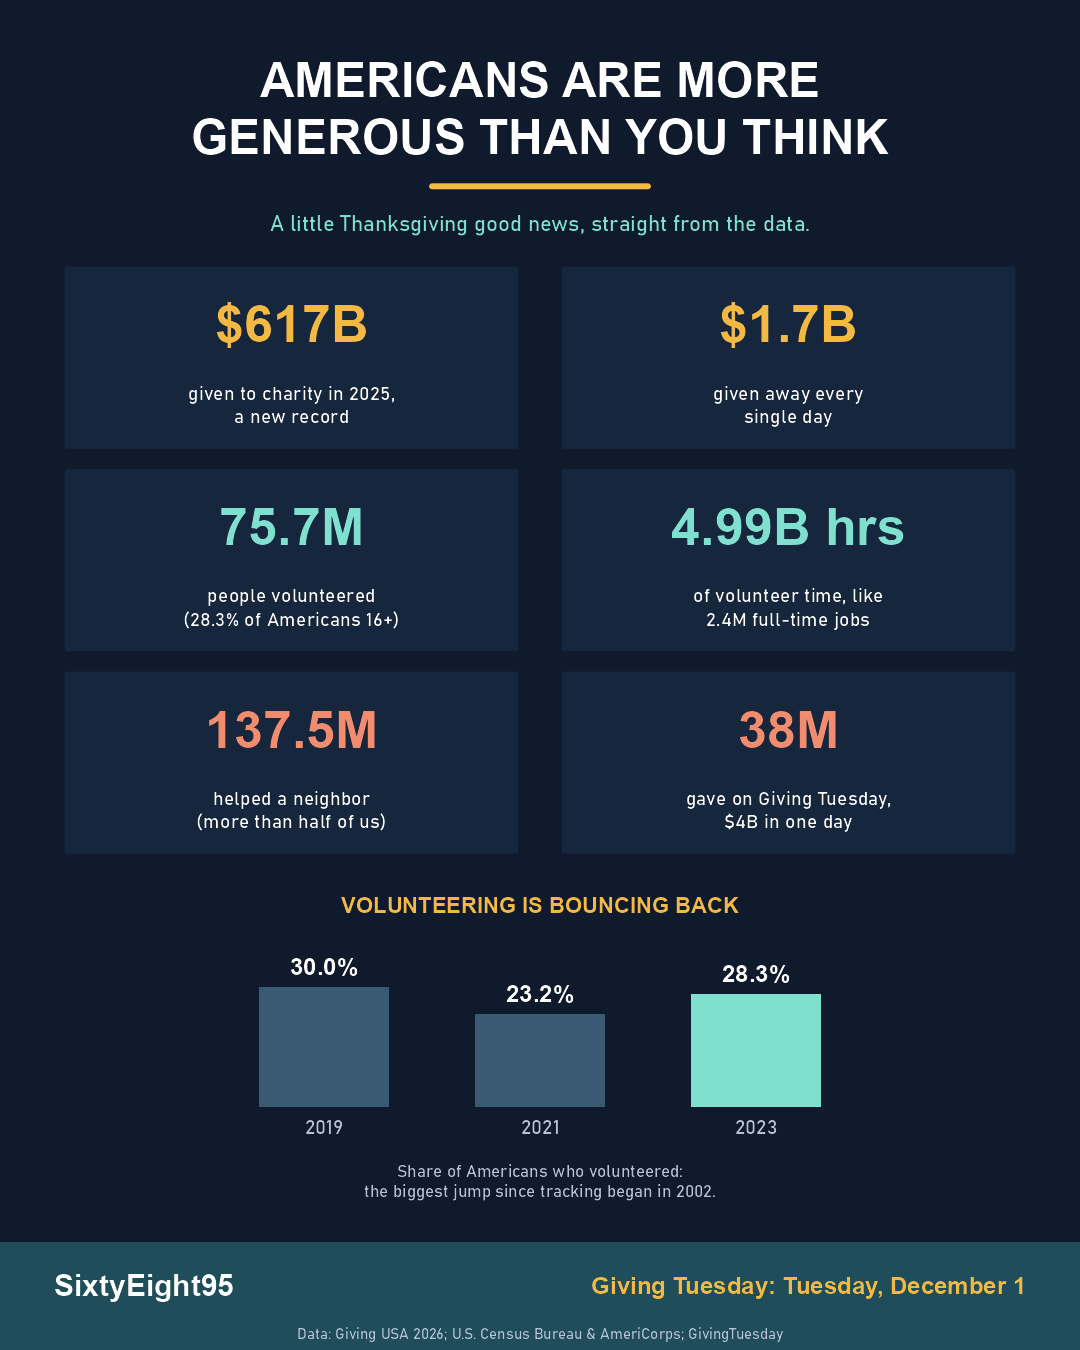 AMERICANS ARE MORE
GENEROUS THAN YOU THINK
A little Thanksgiving good news, straight from the data.
$617B
given to charity in 2025,
a new record
$1.7B
given away every
single day
75.7M
people volunteered
(28.3% of Americans 16+)
4.99B hrs
of volunteer time, like
2.4M full-time jobs
137.5M
helped a neighbor
(more than half of us)
38M
gave on Giving Tuesday,
$4B in one day
VOLUNTEERING IS BOUNCING BACK
30.0%
23.2%
28.3%
2019
2021
2023
Share of Americans who volunteered:
the biggest jump since tracking began in 2002.
SixtyEight95
Giving Tuesday: Tuesday, December 1
Data: Giving USA 2026; U.S. Census Bureau & AmeriCorps; GivingTuesday